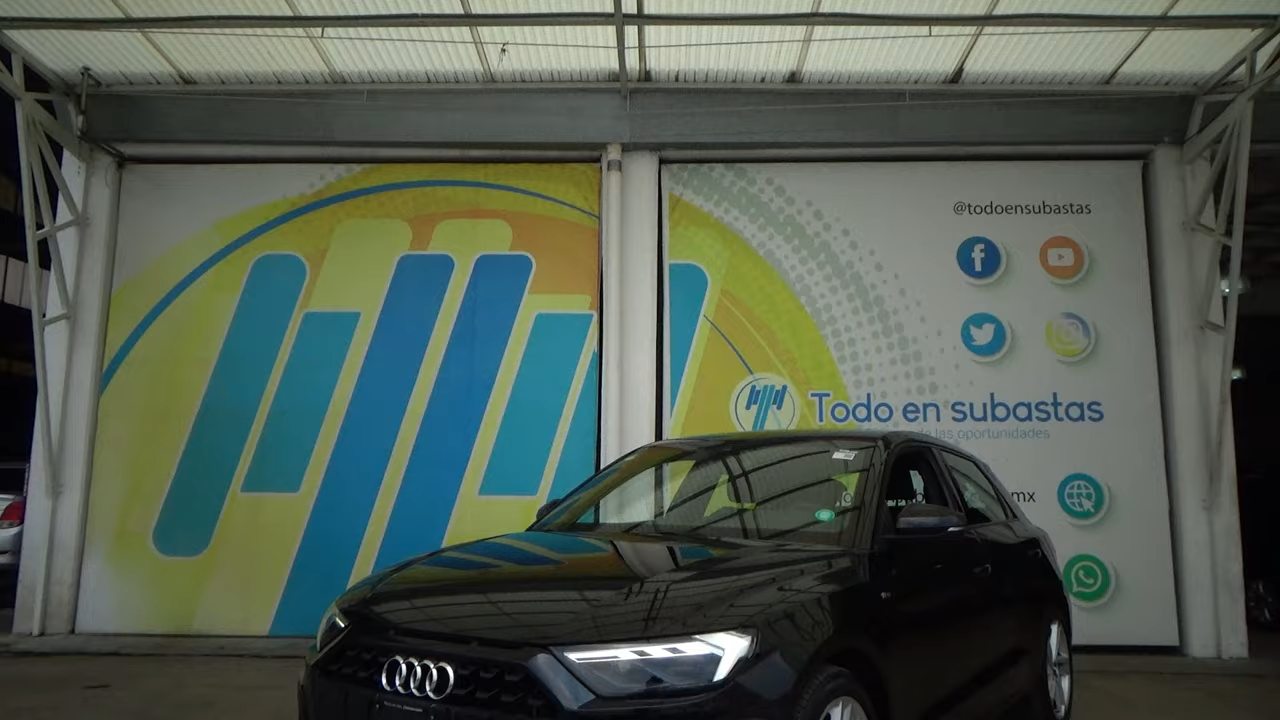 @todoensubastas
Todo en subastas
de las oportunidades
mx